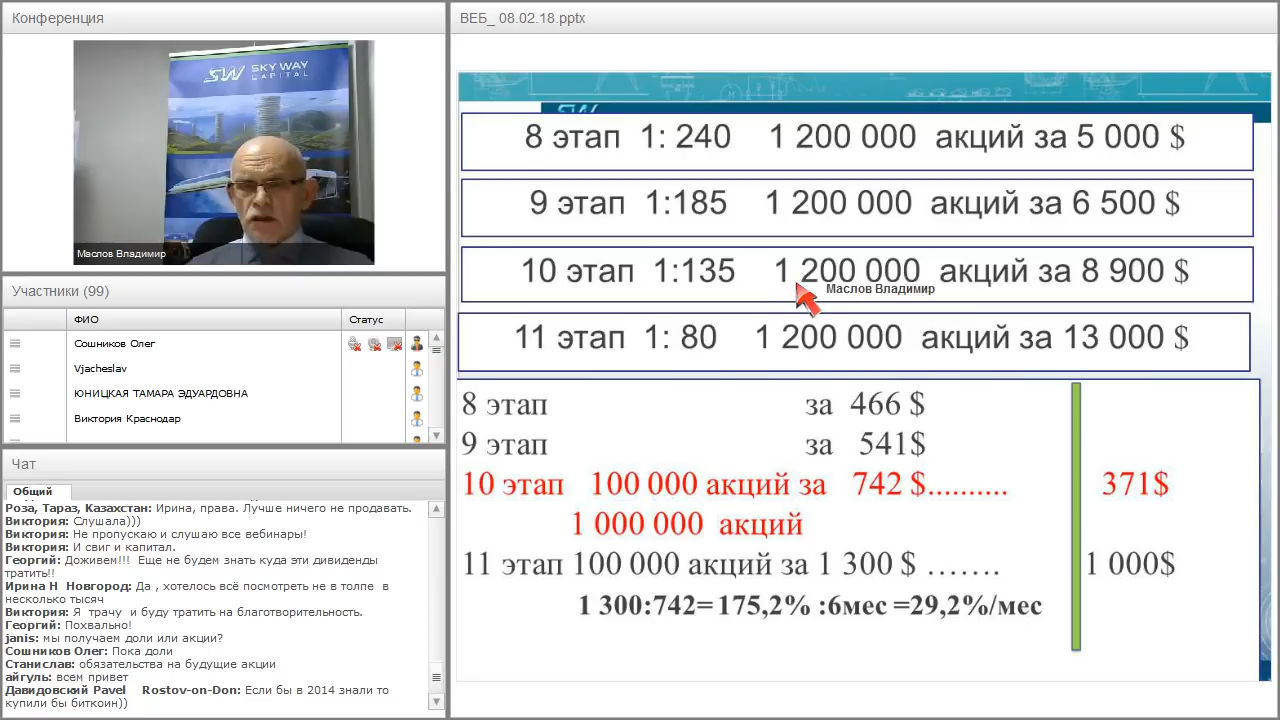 Конференция
SW SKY WAY
CAPITAL
Маслов Владимир
Участники (99)
ФИО Статус
Сошников Олег
Vjacheslav
ЮНИЦКАЯ ТАМАРА ЭДУАРДОВНА
Виктория Краснодар
Чат
Общий
Роза, Тараз, Казахстан: Ирина, права. Лучше ничего не продавать.
Виктория: Слушала)))
Виктория: Не пропускаю и слушаю все вебинары!
Виктория: И свиг и капитал.
Георгий: Доживем!!! Еще не будем знать куда эти дивиденды
тратить!!
Ирина Н Новгород: Да , хотелось всё посмотреть не в толпе в
несколько тысяч
Виктория: Я трачу и буду тратить на благотворительность.
Георгий: Похвально!
janis: мы получаем доли или акции?
Сошников Олег: Пока доли
Станислав: обязательства на будущие акции
айгуль: всем привет
Давидовский Pavel Rostov-on-Don: Если бы в 2014 знали то
купили бы биткоин))
ВЕБ_ 08.02.18.pptx
SW
8 этап 1: 240 1 200 000 акций за 5 000 $
9 этап 1:185 1 200 000 акций за 6 500 $
10 этап 1:135 1 200 000 акций за 8 900 $
Маслов Владимир
11 этап 1: 80 1 200 000 акций за 13 000 $
8 этап за 466 $
9 этап за 541$
10 этап 100 000 акций за 742 $.......... 371$
1 000 000 акций
11 этап 100 000 акций за 1 300 $ ……. 1 000$
1 300:742= 175,2% :6мес =29,2%/мес